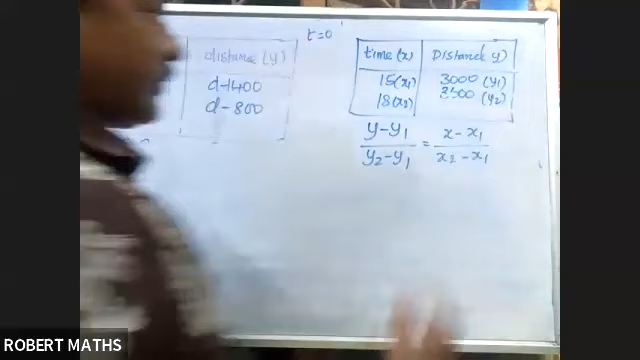 t=0
distance (y)
d-1400
d-800
time (x) Distance y)
15(x₁) 3000 (y₁)
18(x₂) 3500 (y₂)
y-y₁ / y₂-y₁ = x-x₁ / x₂-x₁
ROBERT MATHS